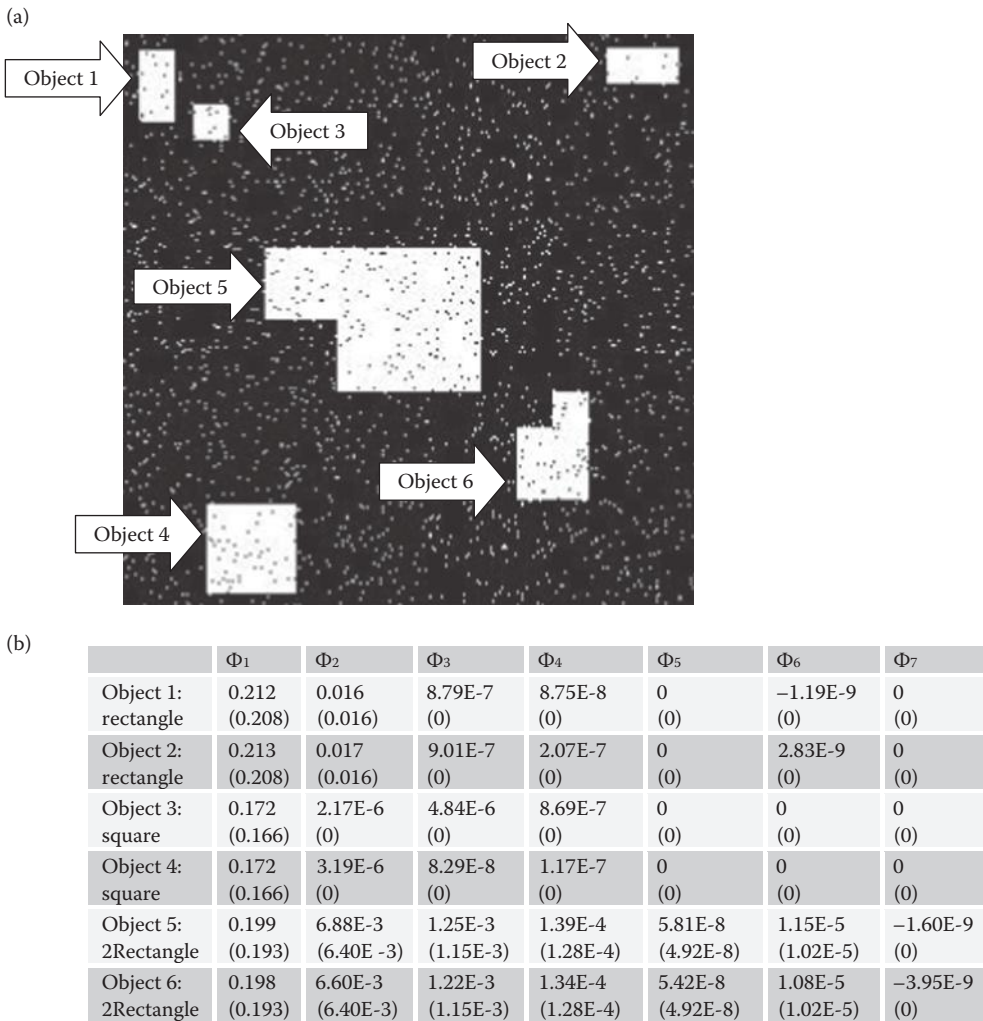 (a)
Object 1
Object 2
Object 3
Object 5
Object 6
Object 4
(b)
Φ1 Φ2 Φ3 Φ4 Φ5 Φ6 Φ7
Object 1: 0.212 0.016 8.79E-7 8.75E-8 0 –1.19E-9 0
rectangle (0.208) (0.016) (0) (0) (0) (0) (0)
Object 2: 0.213 0.017 9.01E-7 2.07E-7 0 2.83E-9 0
rectangle (0.208) (0.016) (0) (0) (0) (0) (0)
Object 3: 0.172 2.17E-6 4.84E-6 8.69E-7 0 0 0
square (0.166) (0) (0) (0) (0) (0) (0)
Object 4: 0.172 3.19E-6 8.29E-8 1.17E-7 0 0 0
square (0.166) (0) (0) (0) (0) (0) (0)
Object 5: 0.199 6.88E-3 1.25E-3 1.39E-4 5.81E-8 1.15E-5 –1.60E-9
2Rectangle (0.193) (6.40E -3) (1.15E-3) (1.28E-4) (4.92E-8) (1.02E-5) (0)
Object 6: 0.198 6.60E-3 1.22E-3 1.34E-4 5.42E-8 1.08E-5 –3.95E-9
2Rectangle (0.193) (6.40E-3) (1.15E-3) (1.28E-4) (4.92E-8) (1.02E-5) (0)